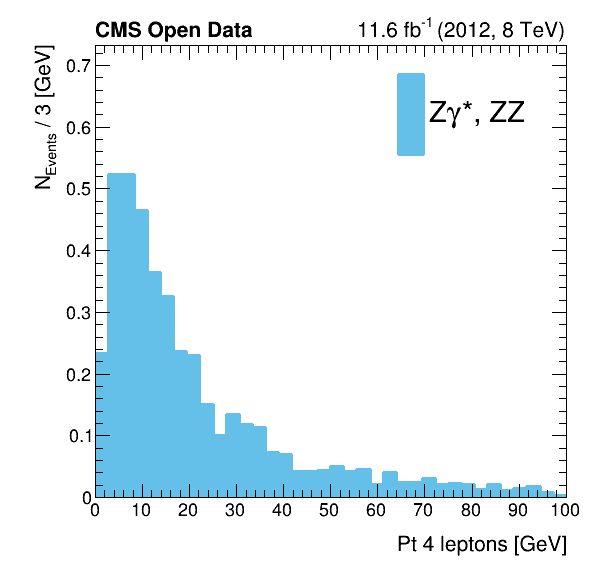 CMS Open Data 11.6 fb⁻¹ (2012, 8 TeV)
N_Events / 3 [GeV]
Zγ*, ZZ
0.7
0.6
0.5
0.4
0.3
0.2
0.1
0
0 10 20 30 40 50 60 70 80 90 100
Pt 4 leptons [GeV]